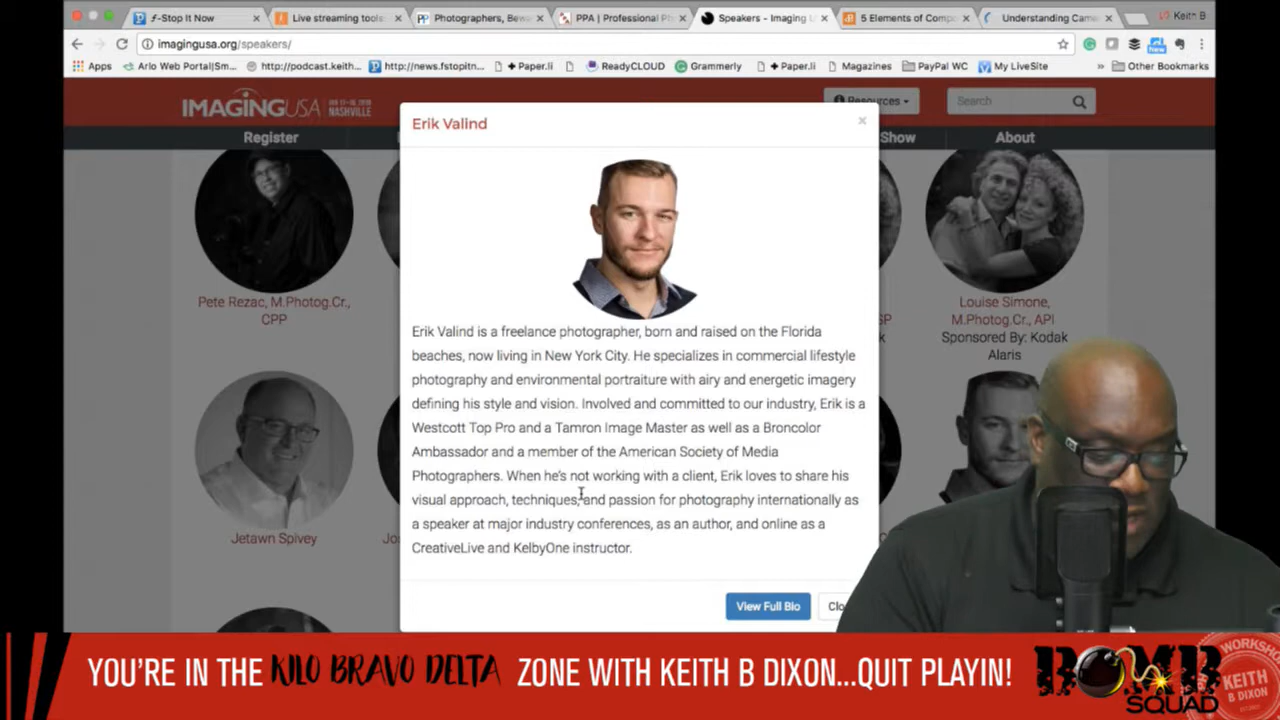 f-Stop It Now
Live streaming tools
Photographers, Bew
PPA | Professional Ph
Speakers - Imaging U
5 Elements of Compo
Understanding Came
Keith B
imagingusa.org/speakers/
Apps
Arlo Web Portal|Sm...
http://podcast.keith...
http://news.fstopitn...
+ Paper.li
ReadyCLOUD
Grammerly
+ Paper.li
Magazines
PayPal WC
My LiveSite
»
Other Bookmarks
IMAGINGUSA
NASHVILLE
Resources
Search
Register
Show
About
Erik Valind
×
Erik Valind is a freelance photographer, born and raised on the Florida
beaches, now living in New York City. He specializes in commercial lifestyle
photography and environmental portraiture with airy and energetic imagery
defining his style and vision. Involved and committed to our industry, Erik is a
Westcott Top Pro and a Tamron Image Master as well as a Broncolor
Ambassador and a member of the American Society of Media
Photographers. When he's not working with a client, Erik loves to share his
visual approach, techniques, and passion for photography internationally as
a speaker at major industry conferences, as an author, and online as a
CreativeLive and KelbyOne instructor.
View Full Bio
Clo
Pete Rezac, M.Photog.Cr.,
CPP
Louise Simone,
M.Photog.Cr., API
Sponsored By: Kodak
Alaris
Jetawn Spivey
YOU'RE IN THE KILO BRAVO DELTA ZONE WITH KEITH B DIXON...QUIT PLAYIN!
BOMB
SQUAD
WORKSHO
KEITH
B DIXON